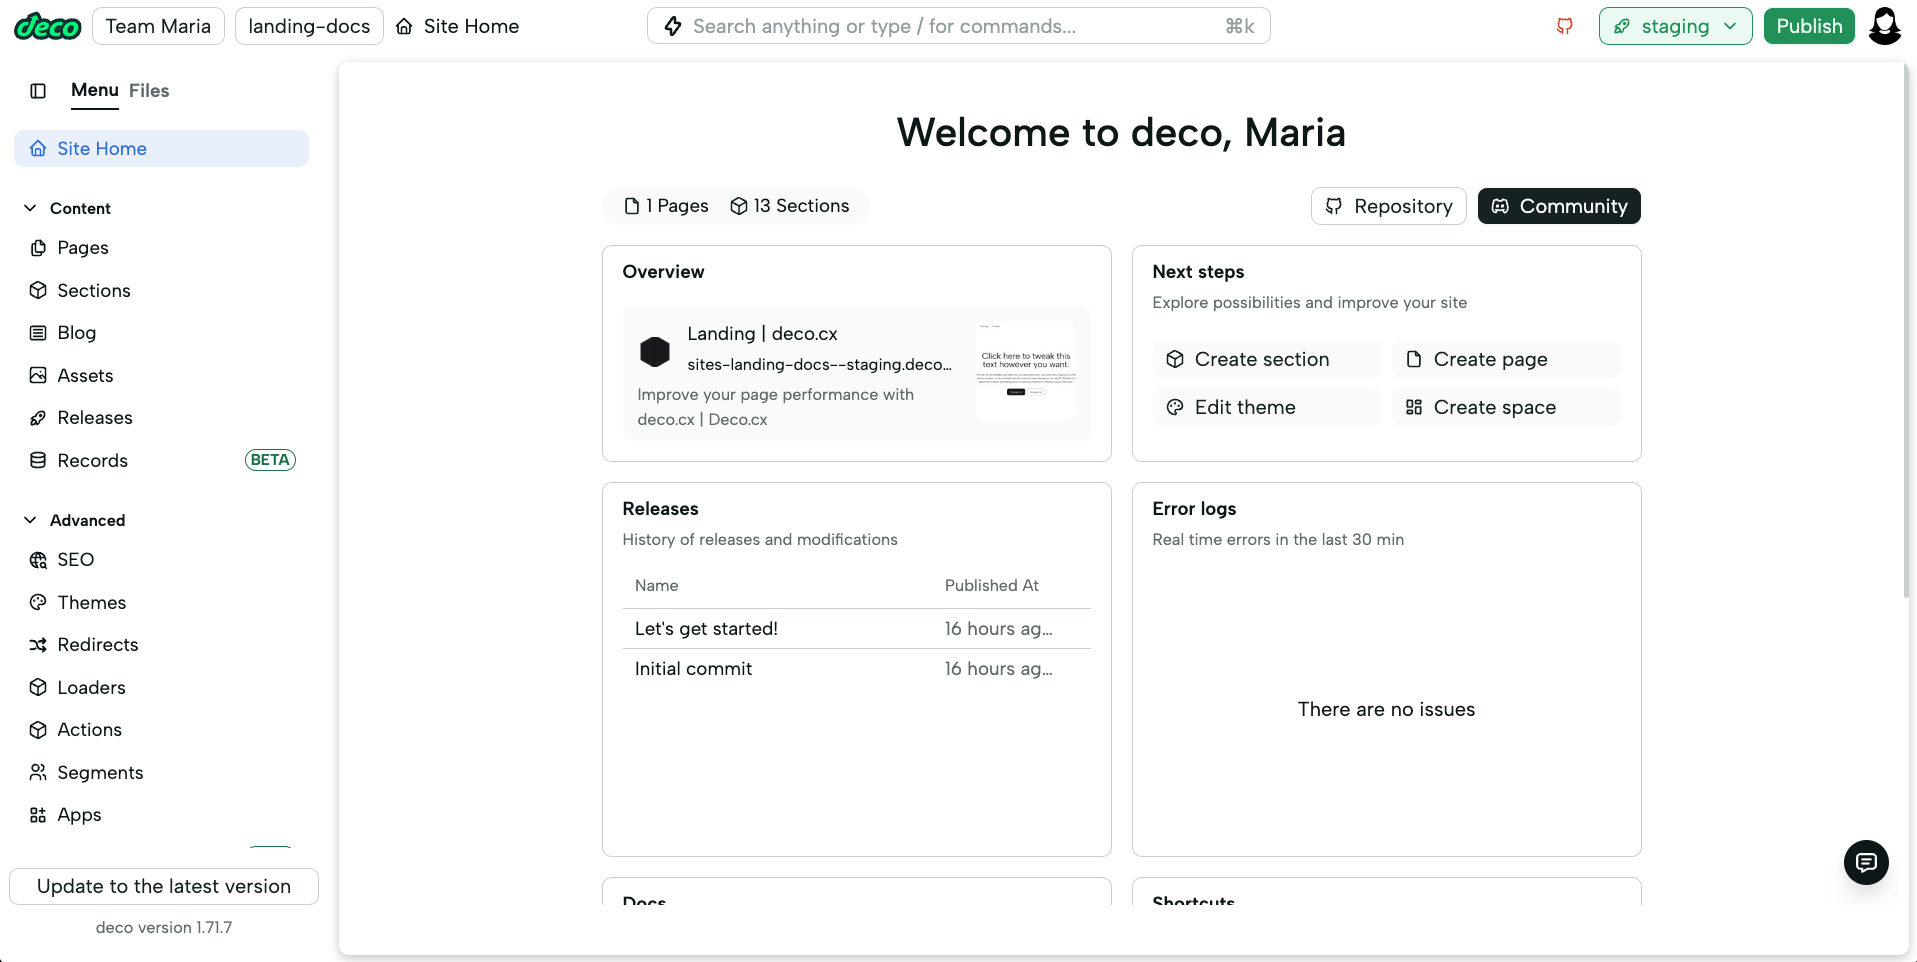 deco
Team Maria
landing-docs
Site Home
Search anything or type / for commands...
⌘k
staging
Publish
Menu
Files
Site Home
Content
Pages
Sections
Blog
Assets
Releases
Records
BETA
Advanced
SEO
Themes
Redirects
Loaders
Actions
Segments
Apps
Update to the latest version
deco version 1.71.7
Welcome to deco, Maria
1 Pages
13 Sections
Repository
Community
Overview
Landing | deco.cx
sites-landing-docs--staging.deco...
Improve your page performance with
deco.cx | Deco.cx
Click here to tweak this
text however you want.
Next steps
Explore possibilities and improve your site
Create section
Create page
Edit theme
Create space
Releases
History of releases and modifications
Name
Published At
Let's get started!
16 hours ag...
Initial commit
16 hours ag...
Error logs
Real time errors in the last 30 min
There are no issues
Docs
Shortcuts